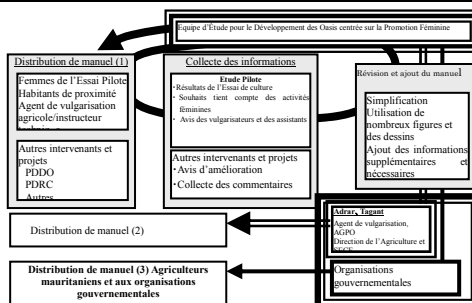 Equipe d'Étude pour le Développement des Oasis centrée sur la Promotion Féminine
Distribution de manuel (1)
Femmes de l'Essai Pilote
Habitants de proximité
Agent de vulgarisation
agricole/instructeur
Autres intervenants et
projets
PDDO
PDRC
Autres
Collecte des informations
Etude Pilote
・Résultats de l'Essai de culture
・Souhaits tient compte des activités
féminines
・Avis des vulgarisateurs et des assistants
Autres intervenants et projets
・Avis d'amélioration
・Collecte des commentaires
Révision et ajout du manuel
Simplification
Utilisation de
nombreux figures et
des dessins
Ajout des informations
supplémentaires et
nécessaires
Distribution de manuel (2)
Adrar, Tagant
Agent de vulgarisation,
AGPO
Direction de l'Agriculture et
Distribution de manuel (3) Agriculteurs
mauritaniens et aux organisations
gouvernementales
Organisations
gouvernementales